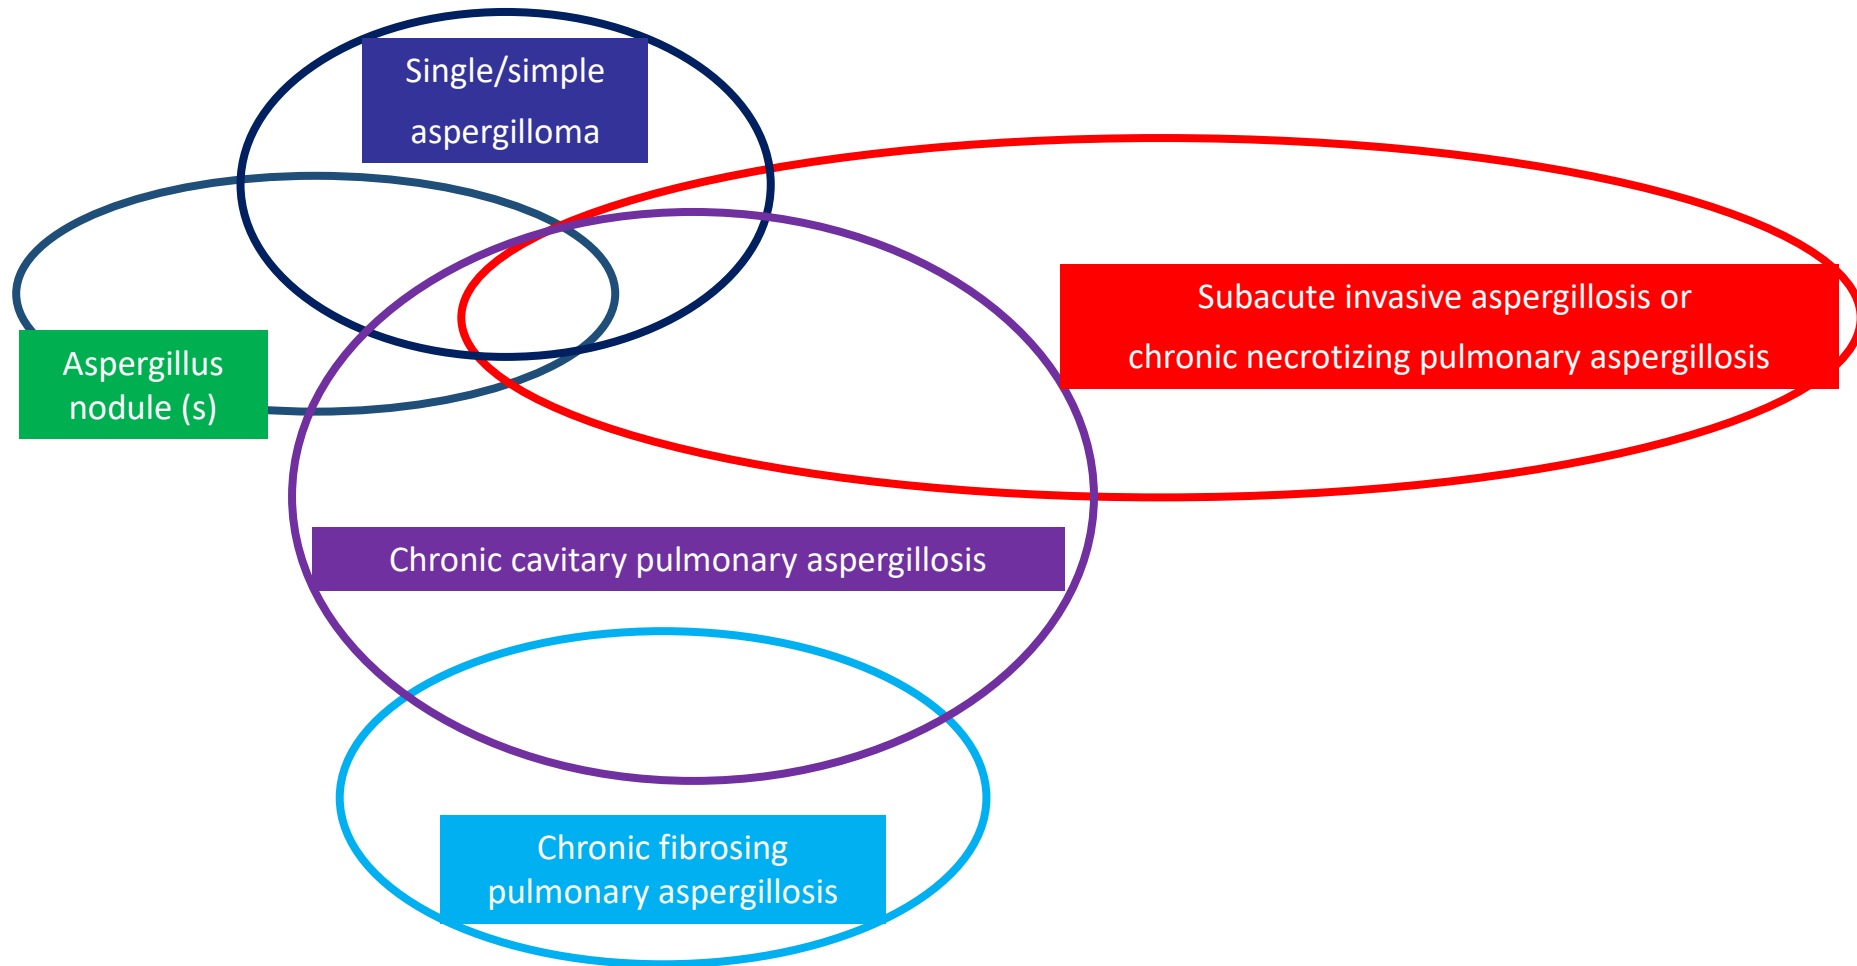 Single/simple
aspergilloma
Subacute invasive aspergillosis or
chronic necrotizing pulmonary aspergillosis
Aspergillus
nodule (s)
Chronic cavitary pulmonary aspergillosis
Chronic fibrosing
pulmonary aspergillosis